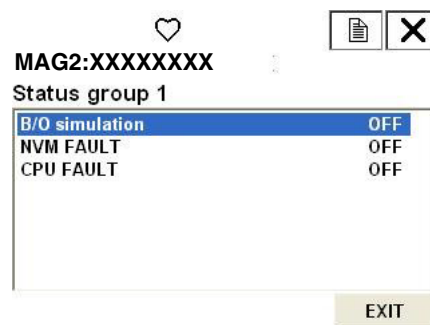 MAG2:XXXXXXXX
Status group 1
B/O simulation OFF
NVM FAULT OFF
CPU FAULT OFF
EXIT